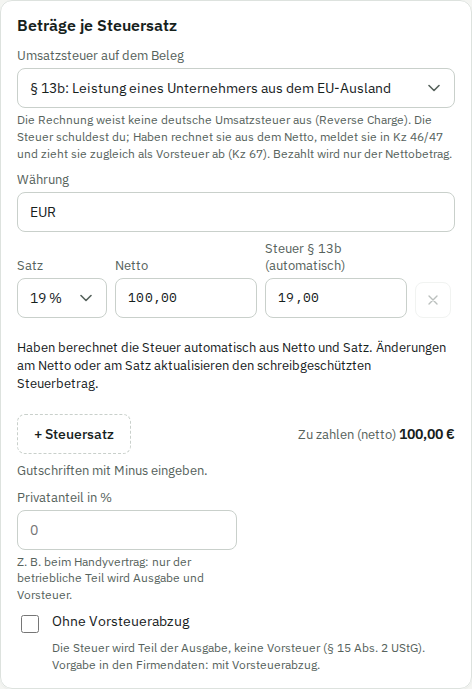 Beträge je Steuersatz
Umsatzsteuer auf dem Beleg
§ 13b: Leistung eines Unternehmers aus dem EU-Ausland
Die Rechnung weist keine deutsche Umsatzsteuer aus (Reverse Charge). Die
Steuer schuldest du; Haben rechnet sie aus dem Netto, meldet sie in Kz 46/47
und zieht sie zugleich als Vorsteuer ab (Kz 67). Bezahlt wird nur der Nettobetrag.
Währung
EUR
Satz Netto Steuer § 13b
(automatisch)
19 % 100,00 19,00
Haben berechnet die Steuer automatisch aus Netto und Satz. Änderungen
am Netto oder am Satz aktualisieren den schreibgeschützten
Steuerbetrag.
+ Steuersatz Zu zahlen (netto) 100,00 €
Gutschriften mit Minus eingeben.
Privatanteil in %
0
Z. B. beim Handyvertrag: nur der
betriebliche Teil wird Ausgabe und
Vorsteuer.
Ohne Vorsteuerabzug
Die Steuer wird Teil der Ausgabe, keine Vorsteuer (§ 15 Abs. 2 UStG).
Vorgabe in den Firmendaten: mit Vorsteuerabzug.